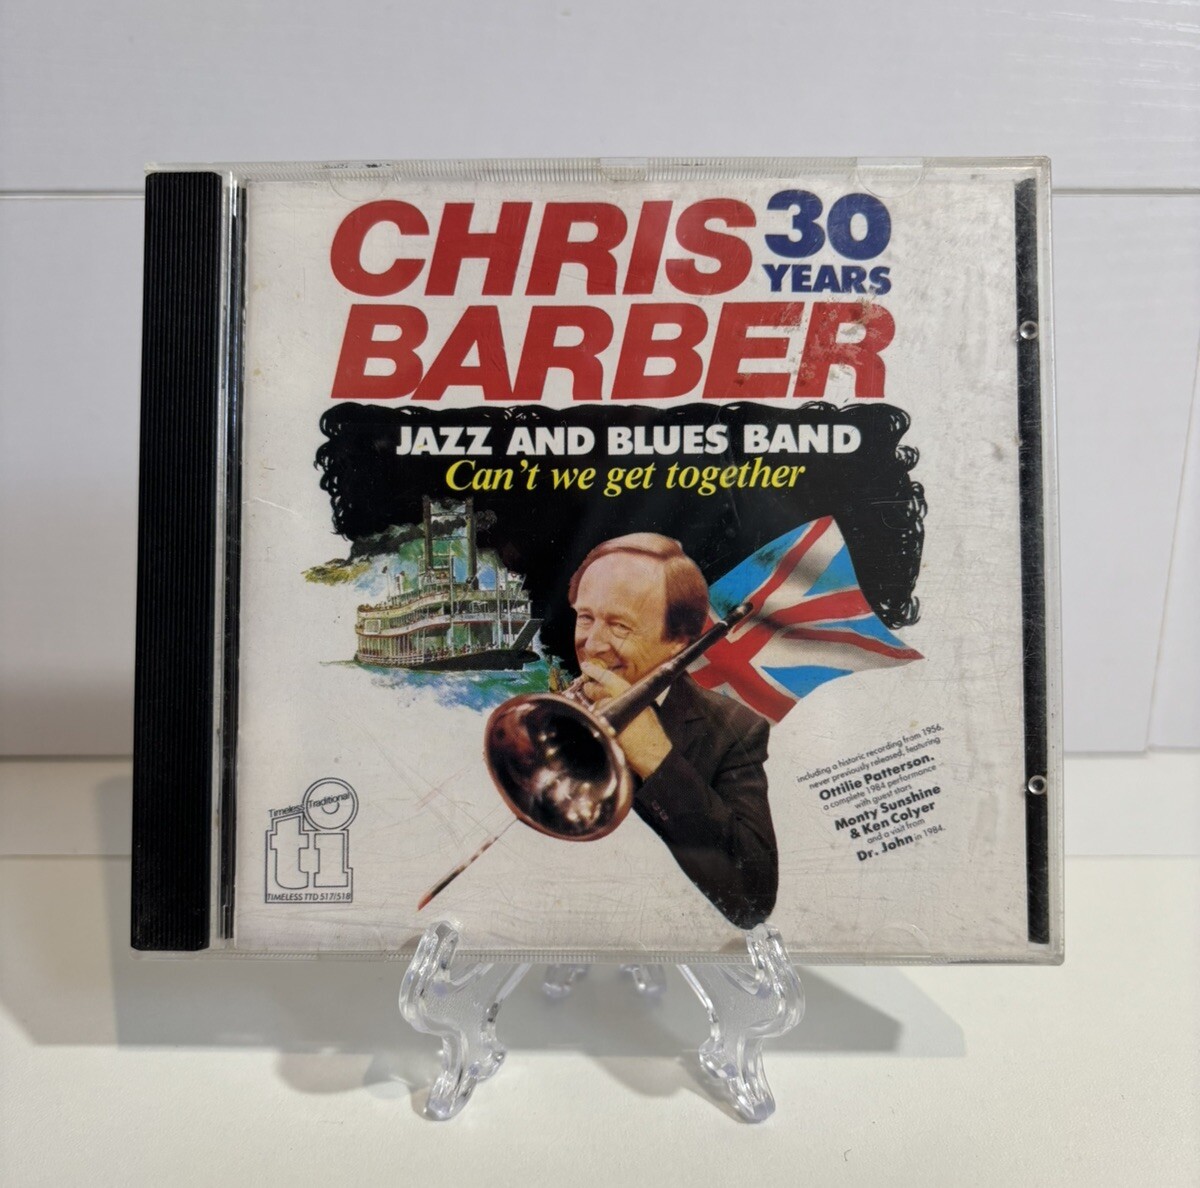 CHRIS 30
YEARS
BARBER
JAZZ AND BLUES BAND
Can't we get together
including a historic recording from 1956,
never previously released, featuring
Ottilie Patterson.
a complete 1984 performance
with guest stars
Monty Sunshine
& Ken Colyer
and a visit from
Dr. John in 1984.
Timeless Traditional
ti
TIMELESS TTD 517/518